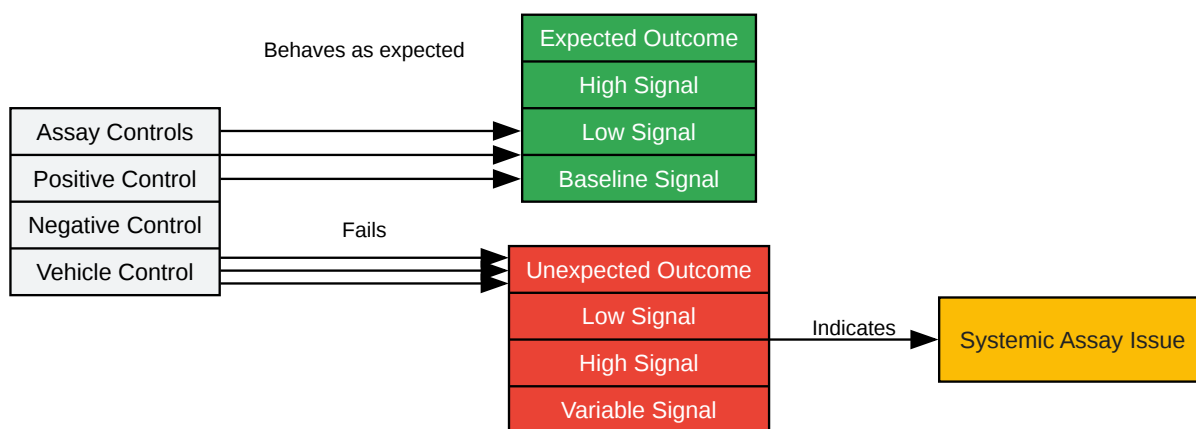 Behaves as expected
Expected Outcome
High Signal
Low Signal
Baseline Signal
Assay Controls
Positive Control
Negative Control
Vehicle Control
Fails
Unexpected Outcome
Low Signal
High Signal
Variable Signal
Indicates
Systemic Assay Issue